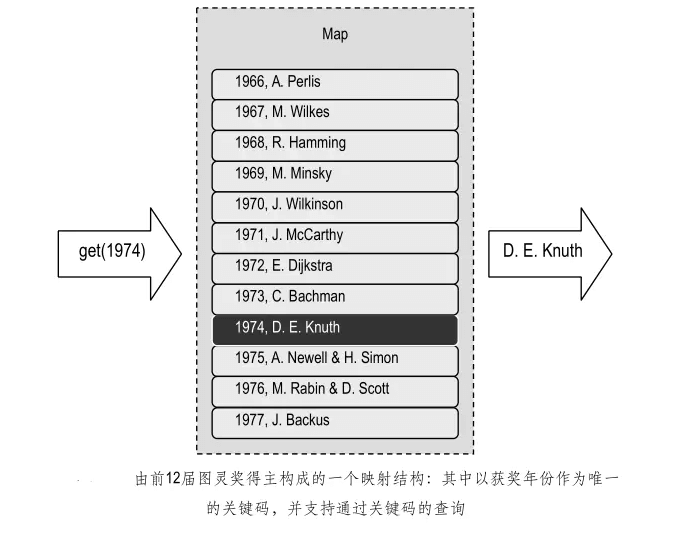 Map
1966, A. Perlis
1967, M. Wilkes
1968, R. Hamming
1969, M. Minsky
1970, J. Wilkinson
1971, J. McCarthy
get(1974)
D. E. Knuth
1972, E. Dijkstra
1973, C. Bachman
1974, D. E. Knuth
1975, A. Newell & H. Simon
1976, M. Rabin & D. Scott
1977, J. Backus
由前12届图灵奖得主构成的一个映射结构：其中以获奖年份作为唯一
的关键码，并支持通过关键码的查询